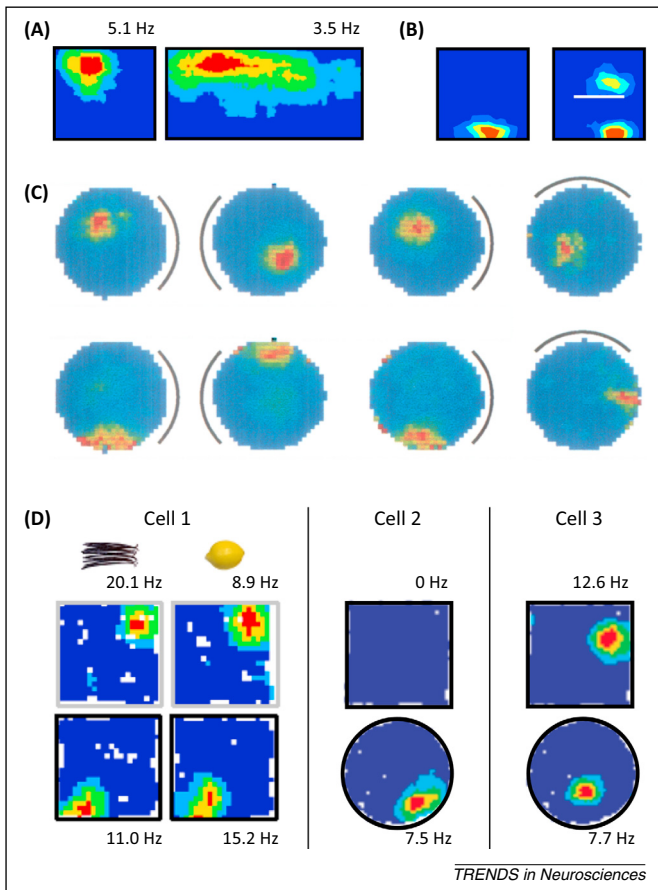 (A) 5.1 Hz 3.5 Hz (B)
(C)
(D) Cell 1 Cell 2 Cell 3
20.1 Hz 8.9 Hz 0 Hz 12.6 Hz
11.0 Hz 15.2 Hz 7.5 Hz 7.7 Hz
TRENDS in Neurosciences